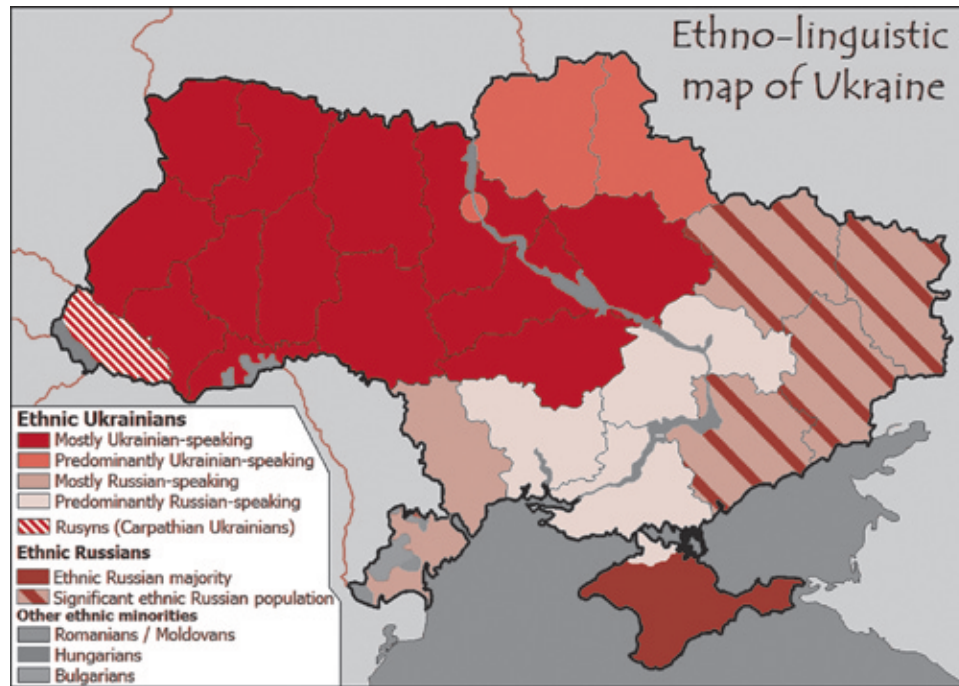 Ethno-linguistic
map of Ukraine
Ethnic Ukrainians
Mostly Ukrainian-speaking
Predominantly Ukrainian-speaking
Mostly Russian-speaking
Predominantly Russian-speaking
Rusyns (Carpathian Ukrainians)
Ethnic Russians
Ethnic Russian majority
Significant ethnic Russian population
Other ethnic minorities
Romanians / Moldovans
Hungarians
Bulgarians